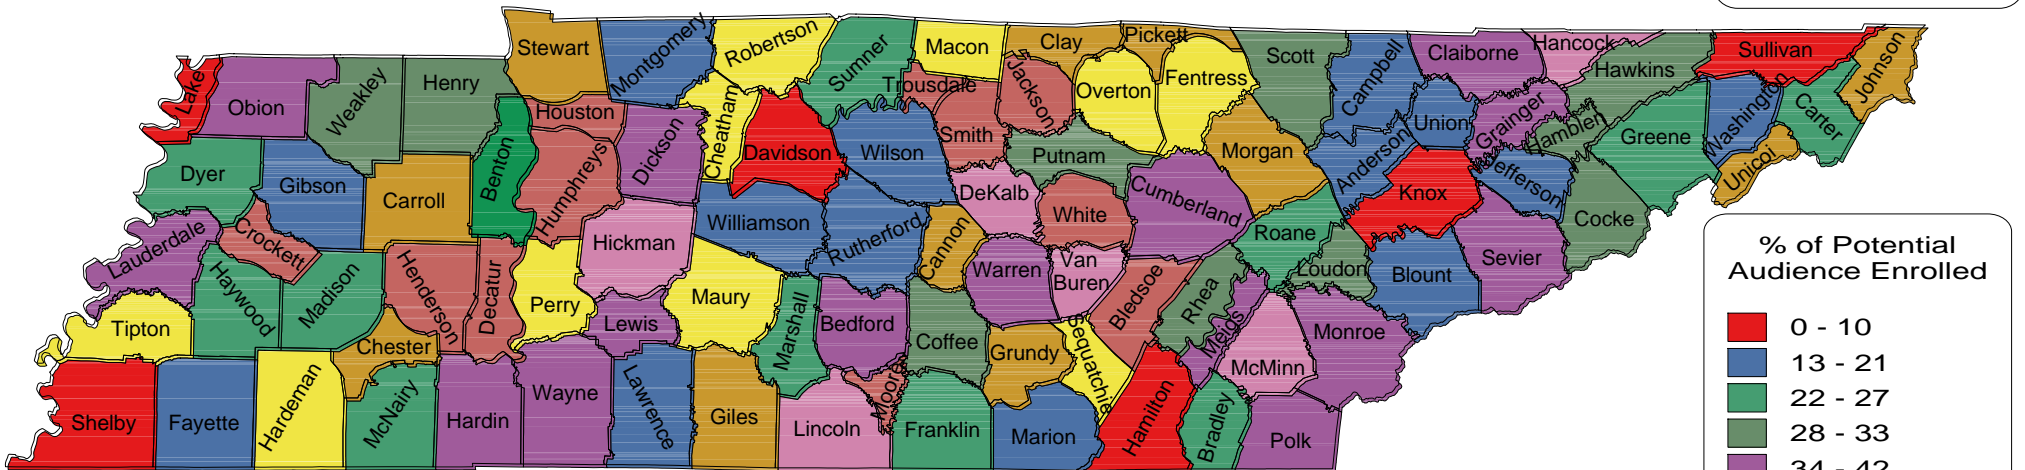 Stewart
Montgomery
Robertson
Sumner
Macon
Clay
Pickett
Scott
Campbell
Claiborne
Hancock
Hawkins
Sullivan
Johnson
Lake
Obion
Weakley
Henry
Houston
Cheatham
Trousdale
Jackson
Overton
Fentress
Union
Grainger
Hamblen
Greene
Washington
Carter
Unicoi
Dyer
Gibson
Carroll
Benton
Humphreys
Dickson
Davidson
Wilson
Smith
Putnam
Morgan
Anderson
Knox
Jefferson
Cocke
Lauderdale
Crockett
Hickman
Williamson
Rutherford
Cannon
DeKalb
White
Cumberland
Roane
Loudon
Blount
Sevier
Tipton
Haywood
Madison
Henderson
Decatur
Perry
Lewis
Maury
Marshall
Bedford
Coffee
Warren
Van
Buren
Bledsoe
Rhea
Meigs
Monroe
Shelby
Fayette
Hardeman
Chester
McNairy
Hardin
Wayne
Lawrence
Giles
Lincoln
Moore
Franklin
Grundy
Sequatchie
Marion
Hamilton
Bradley
McMinn
Polk
% of Potential
Audience Enrolled
0 - 10
13 - 21
22 - 27
28 - 33
34 - 42